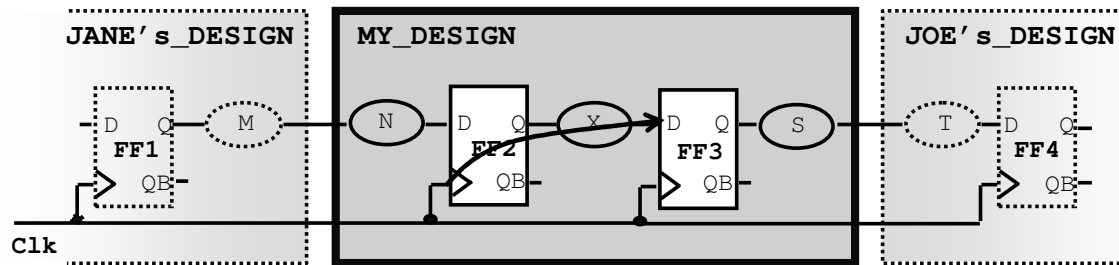 JANE's_DESIGN
MY_DESIGN
JOE's_DESIGN
D Q
FF1
QB
M
N
D Q
FF2
QB
X
D Q
FF3
QB
S
T
D Q
FF4
QB
Clk